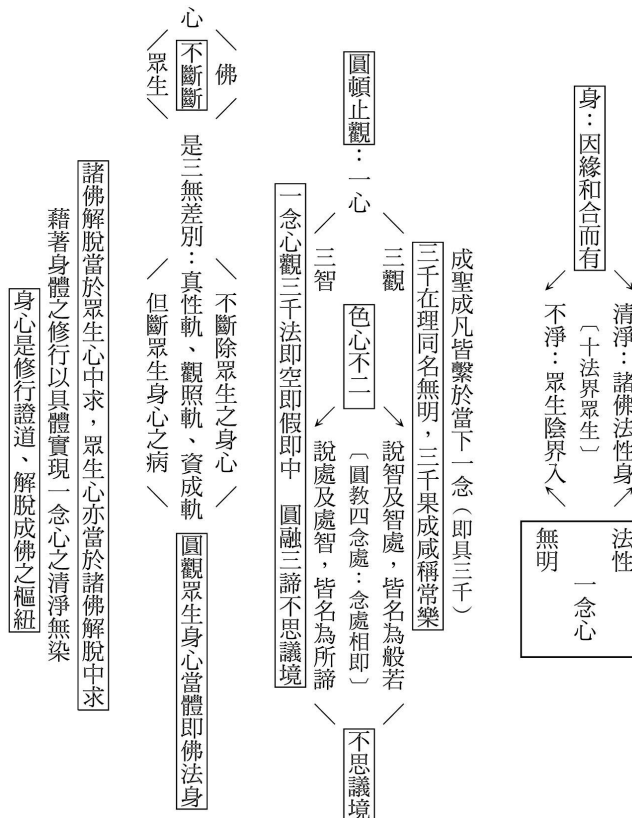 身：因緣和合而有
清淨：諸佛法性身
〔十法界眾生〕
不淨：眾生陰界入
法性
一念心
無明
成聖成凡皆繫於當下一念（即具三千）
三千在理同名無明，三千果成咸稱常樂
圓頓止觀：一心
三觀
三智
色心不二
說智及智處，皆名為般若
〔圓教四念處：念處相即〕
說處及處智，皆名為所諦
不思議境
一念心觀三千法即空即假即中　圓融三諦不思議境
佛
心
不斷斷
眾生
是三無差別：真性軌、觀照軌、資成軌
不斷除眾生之身心
但斷眾生身心之病
圓觀眾生身心當體即佛法身
諸佛解脫當於眾生心中求，眾生心亦當於諸佛解脫中求
藉著身體之修行以具體實現一念心之清淨無染
身心是修行證道、解脫成佛之樞紐